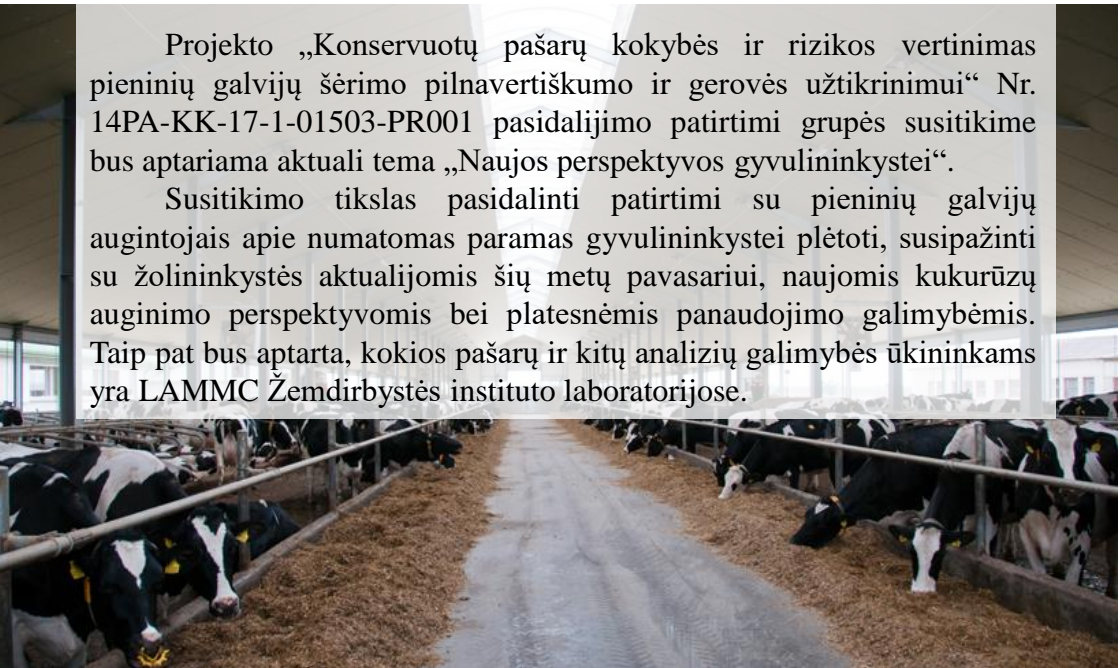 Projekto „Konservuotų pašarų kokybės ir rizikos vertinimas
pieninių galvijų šėrimo pilnavertiškumo ir gerovės užtikrinimui“ Nr.
14PA-KK-17-1-01503-PR001 pasidalijimo patirtimi grupės susitikime
bus aptariama aktuali tema „Naujos perspektyvos gyvulininkystei“.
Susitikimo tikslas pasidalinti patirtimi su pieninių galvijų
augintojais apie numatomas paramas gyvulininkystei plėtoti, susipažinti
su žolininkystės aktualijomis šių metų pavasariui, naujomis kukurūzų
auginimo perspektyvomis bei platesnėmis panaudojimo galimybėmis.
Taip pat bus aptarta, kokios pašarų ir kitų analizių galimybės ūkininkams
yra LAMMC Žemdirbystės instituto laboratorijose.